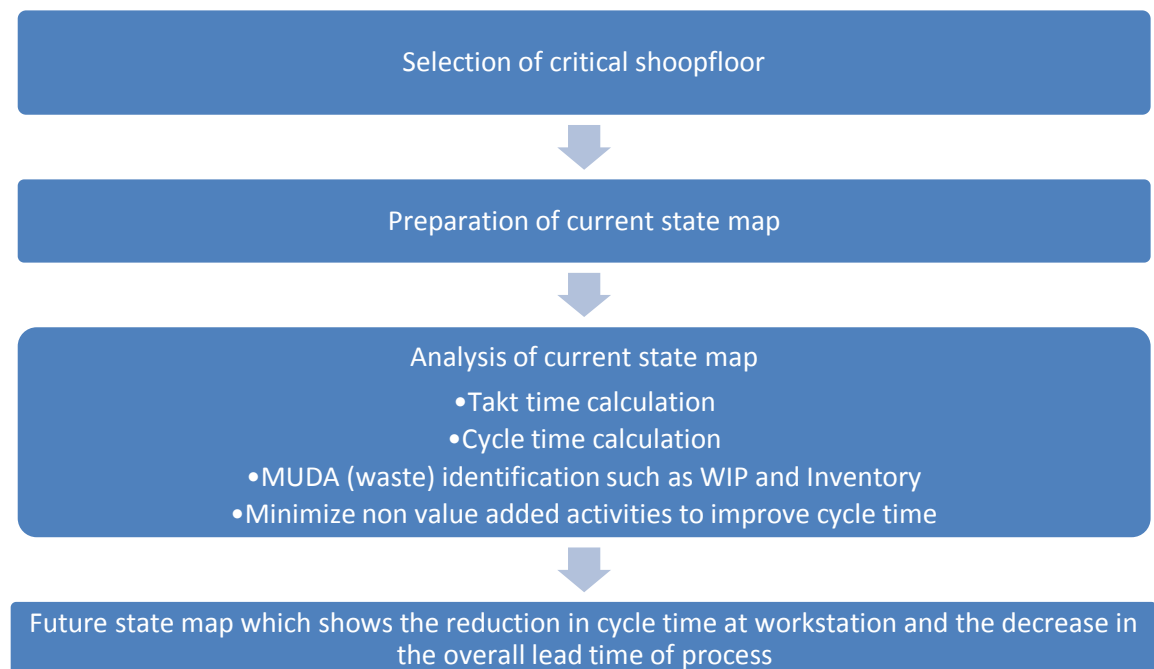 Selection of critical shoopfloor
Preparation of current state map
Analysis of current state map
•Takt time calculation
•Cycle time calculation
•MUDA (waste) identification such as WIP and Inventory
•Minimize non value added activities to improve cycle time
Future state map which shows the reduction in cycle time at workstation and the decrease in
the overall lead time of process